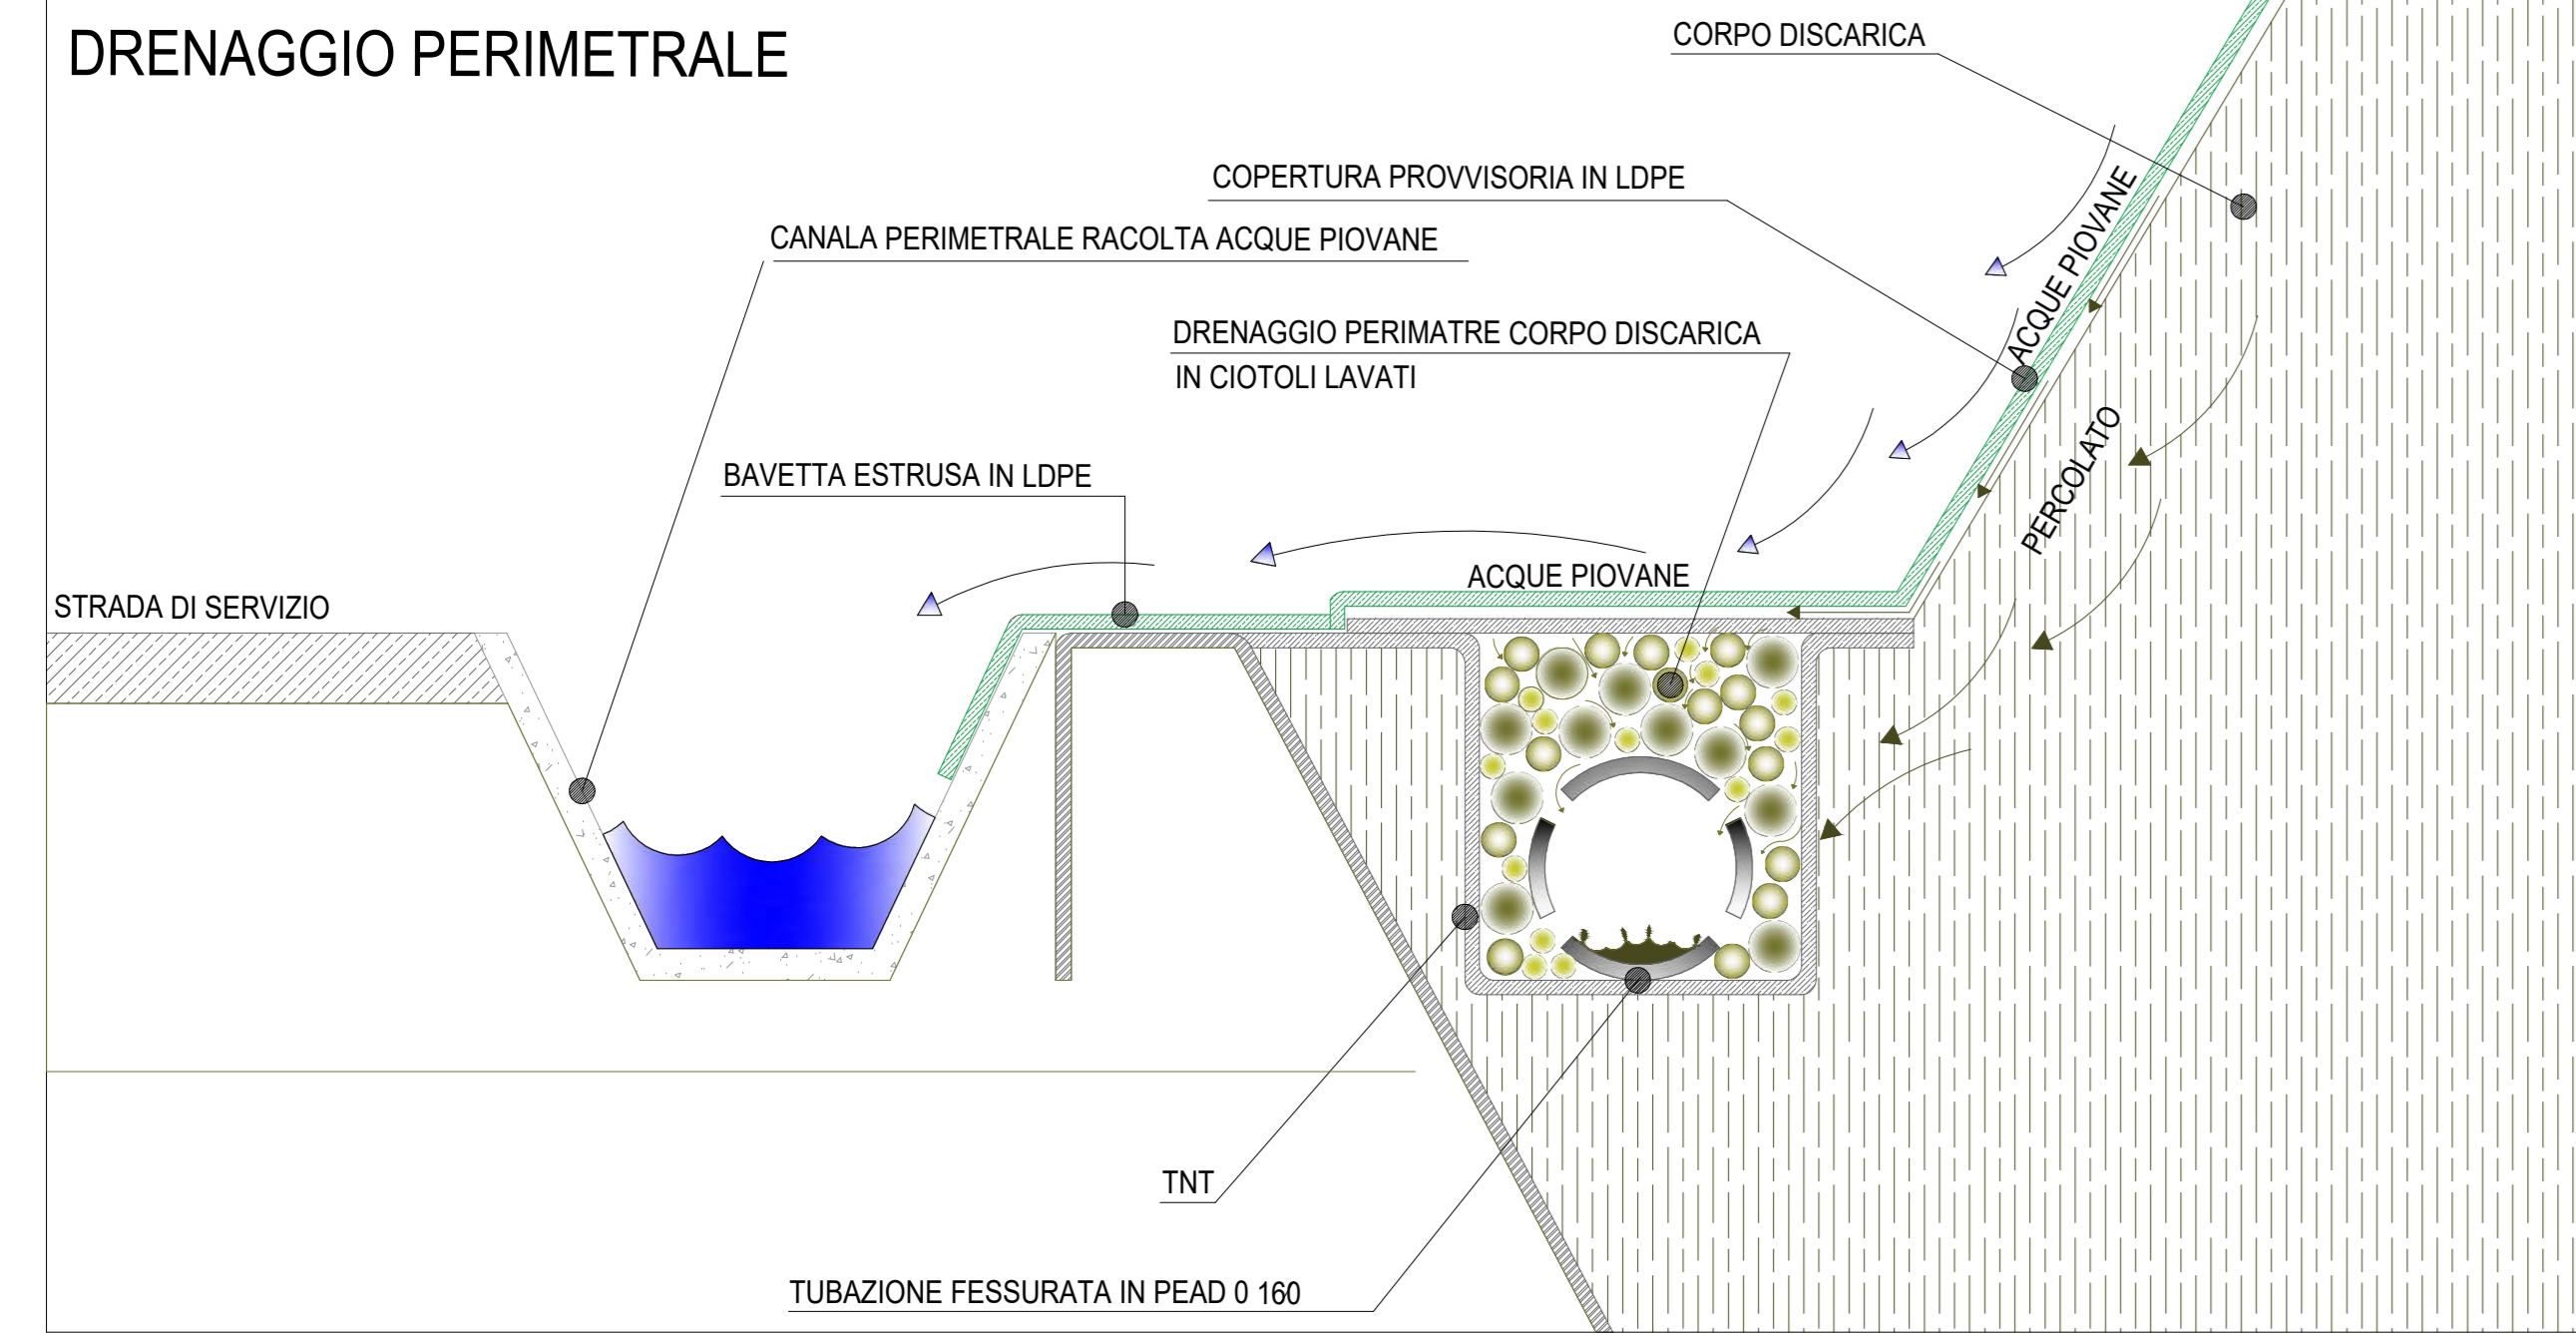 DRENAGGIO PERIMETRALE
CORPO DISCARICA
COPERTURA PROVVISORIA IN LDPE
CANALA PERIMETRALE RACOLTA ACQUE PIOVANE
ACQUE PIOVANE
DRENAGGIO PERIMATRE CORPO DISCARICA
IN CIOTOLI LAVATI
PERCOLATO
BAVETTA ESTRUSA IN LDPE
ACQUE PIOVANE
STRADA DI SERVIZIO
TNT
TUBAZIONE FESSURATA IN PEAD 0 160